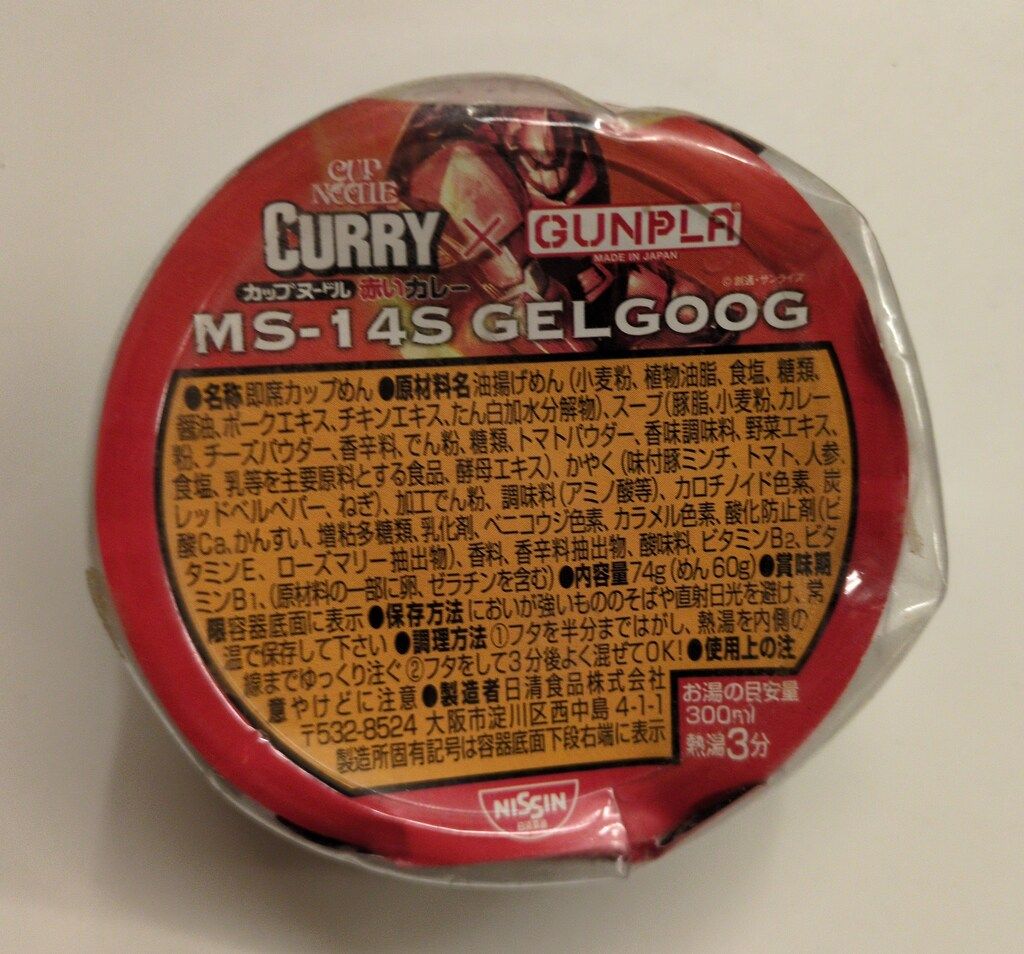 CUP
NOODLE
CURRY × GUNPLA
MADE IN JAPAN
カップヌードル 赤いカレー
©創通・サンライズ
MS-14S GELGOOG
●名称 即席カップめん ●原材料名 油揚げめん（小麦粉、植物油脂、食塩、糖類、
醤油、ポークエキス、チキンエキス、たん白加水分解物）、スープ（豚脂、小麦粉、カレー
粉、チーズパウダー、香辛料、でん粉、糖類、トマトパウダー、香味調味料、野菜エキス、
食塩、乳等を主要原料とする食品、酵母エキス）、かやく（味付豚ミンチ、トマト、人参、
レッドベルペパー、ねぎ）、加工でん粉、調味料（アミノ酸等）、カロチノイド色素、炭
酸Ca、かんすい、増粘多糖類、乳化剤、ベニコウジ色素、カラメル色素、酸化防止剤（ビ
タミンE、ローズマリー抽出物）、香料、香辛料抽出物、酸味料、ビタミンB2、ビタ
ミンB1、（原材料の一部に卵、ゼラチンを含む） ●内容量 74g（めん60g） ●賞味期
限 容器底面に表示 ●保存方法 においが強いもののそばや直射日光を避け、常
温で保存して下さい ●調理方法 ①フタを半分まではがし、熱湯を内側の
線までゆっくり注ぐ ②フタをして3分後よく混ぜてOK! ●使用上の注
意 やけどに注意 ●製造者 日清食品株式会社
〒532-8524 大阪市淀川区西中島 4-1-1
製造所固有記号は容器底面下段右端に表示
お湯の目安量
300ml
熱湯3分
NISSIN